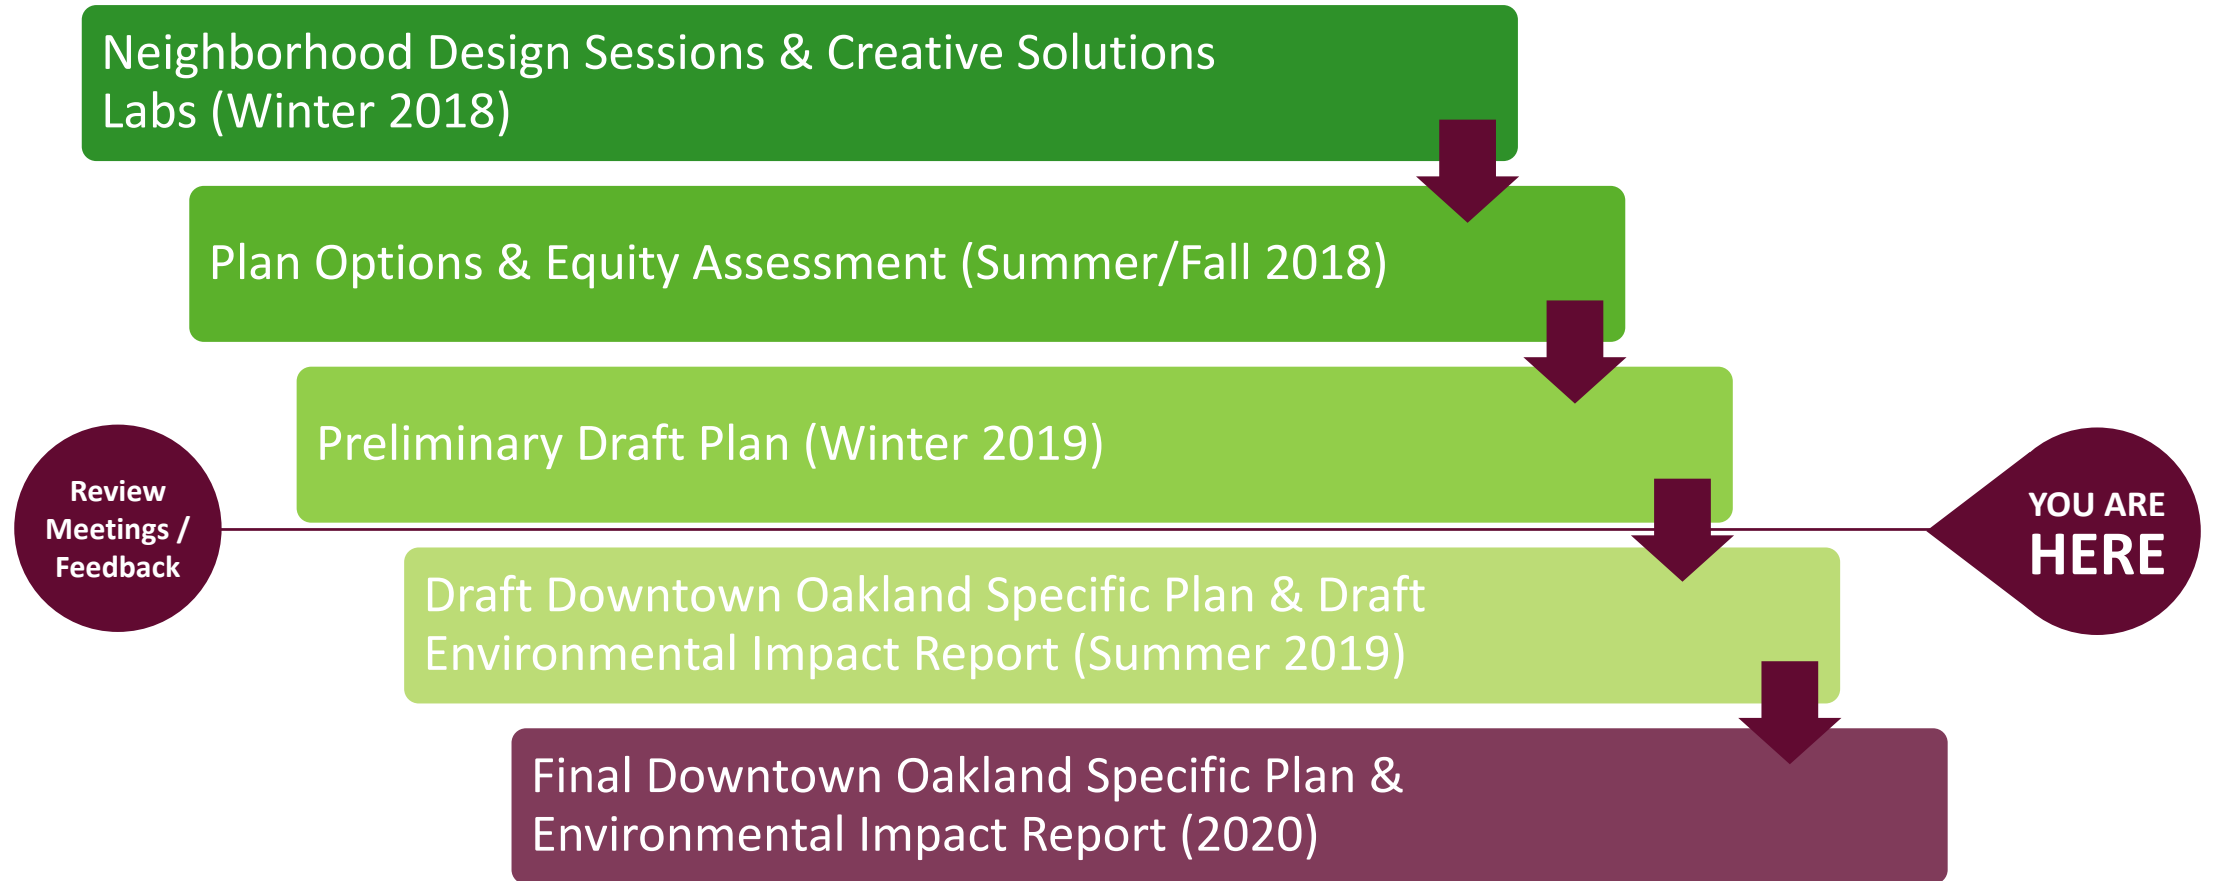 Neighborhood Design Sessions & Creative Solutions
Labs (Winter 2018)
Plan Options & Equity Assessment (Summer/Fall 2018)
Preliminary Draft Plan (Winter 2019)
Review
Meetings /
Feedback
YOU ARE
HERE
Draft Downtown Oakland Specific Plan & Draft
Environmental Impact Report (Summer 2019)
Final Downtown Oakland Specific Plan &
Environmental Impact Report (2020)